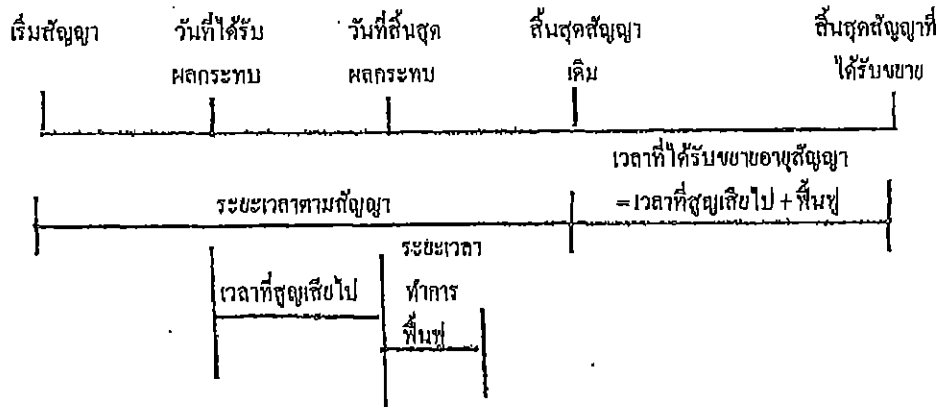 เริ่มสัญญา วันที่ได้รับ วันที่สิ้นสุด สิ้นสุดสัญญา สิ้นสุดสัญญาที่
ผลกระทบ ผลกระทบ เดิม ได้รับขยาย
เวลาที่ได้รับขยายอายุสัญญา
ระยะเวลาตามสัญญา =เวลาที่สูญเสียไป + ฟื้นฟู
ระยะเวลา
เวลาที่สูญเสียไป ทำการ
ฟื้นฟู